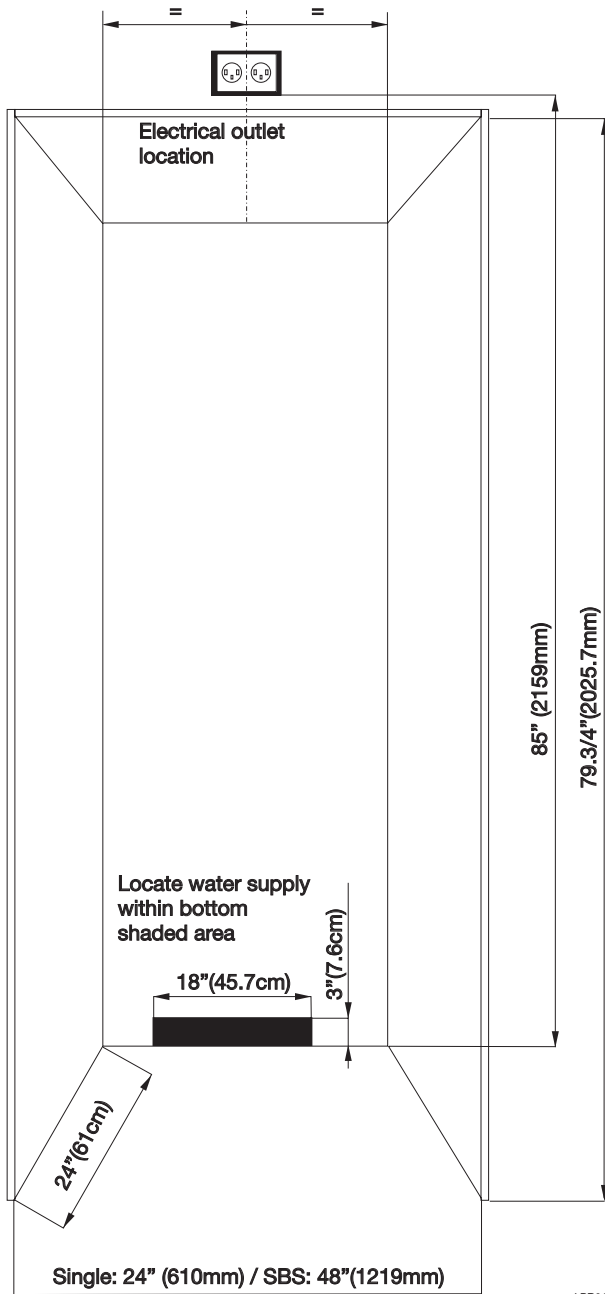 = =
Electrical outlet
location
85” (2159mm)
79.3/4”(2025.7mm)
Locate water supply
within bottom
shaded area
18”(45.7cm)
3”(7.6cm)
24”(61cm)
Single: 24” (610mm) / SBS: 48”(1219mm)